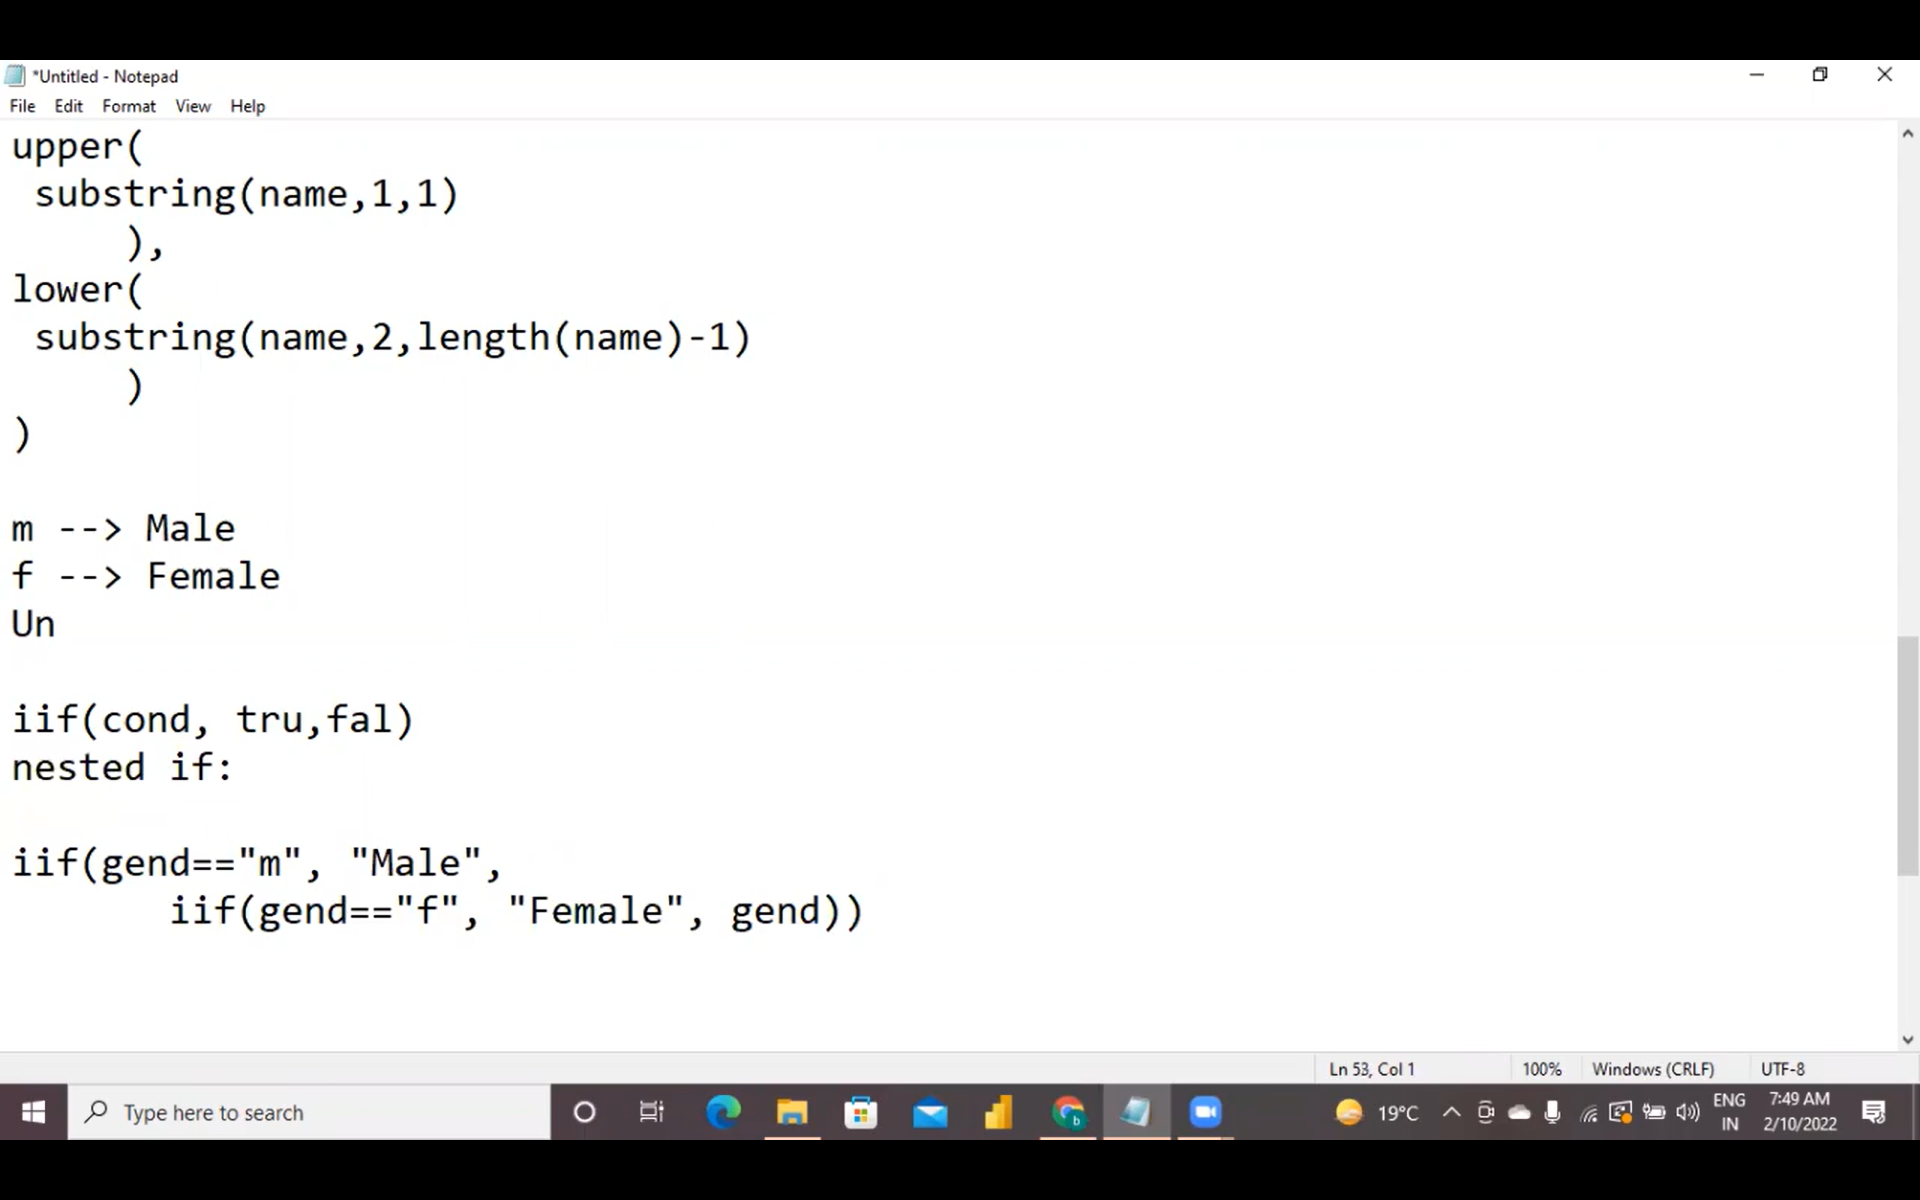 *Untitled - Notepad
File Edit Format View Help
upper(
 substring(name,1,1)
     ),
lower(
 substring(name,2,length(name)-1)
     )
)
m --> Male
f --> Female
Un
iif(cond, tru,fal)
nested if:
iif(gend=="m", "Male",
       iif(gend=="f", "Female", gend))
Ln 53, Col 1 100% Windows (CRLF) UTF-8
Type here to search
19°C
ENG
IN
7:49 AM
2/10/2022